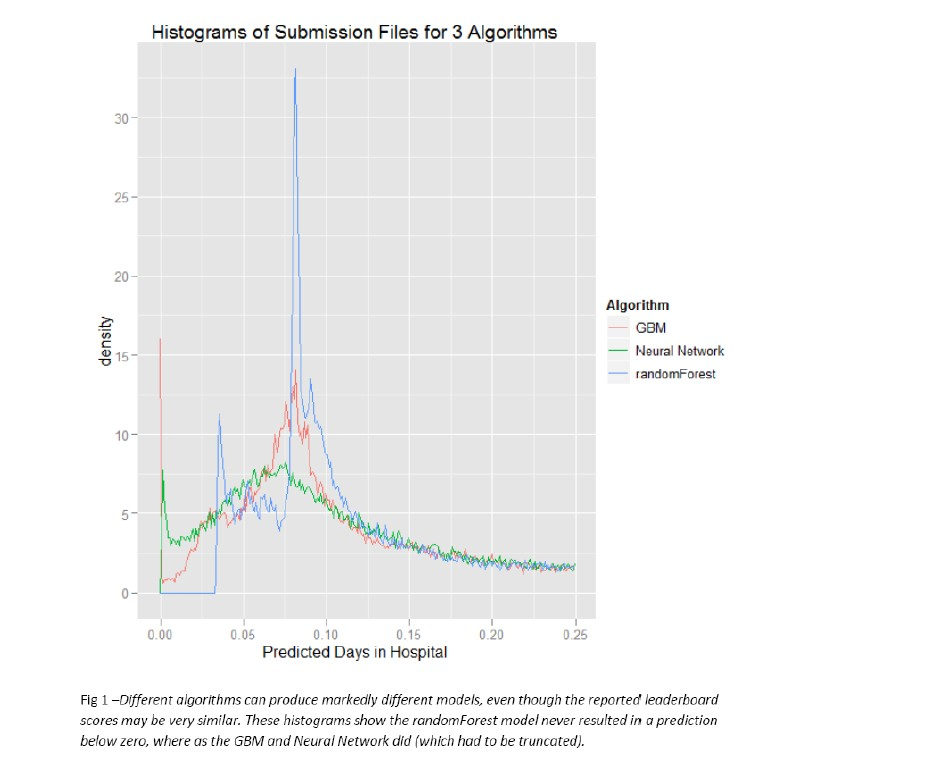 Histograms of Submission Files for 3 Algorithms
30
25
20
15
10
5
0
density
0.00 0.05 0.10 0.15 0.20 0.25
Predicted Days in Hospital
Algorithm
GBM
Neural Network
randomForest
Fig 1 –Different algorithms can produce markedly different models, even though the reported leaderboard
scores may be very similar. These histograms show the randomForest model never resulted in a prediction
below zero, where as the GBM and Neural Network did (which had to be truncated).